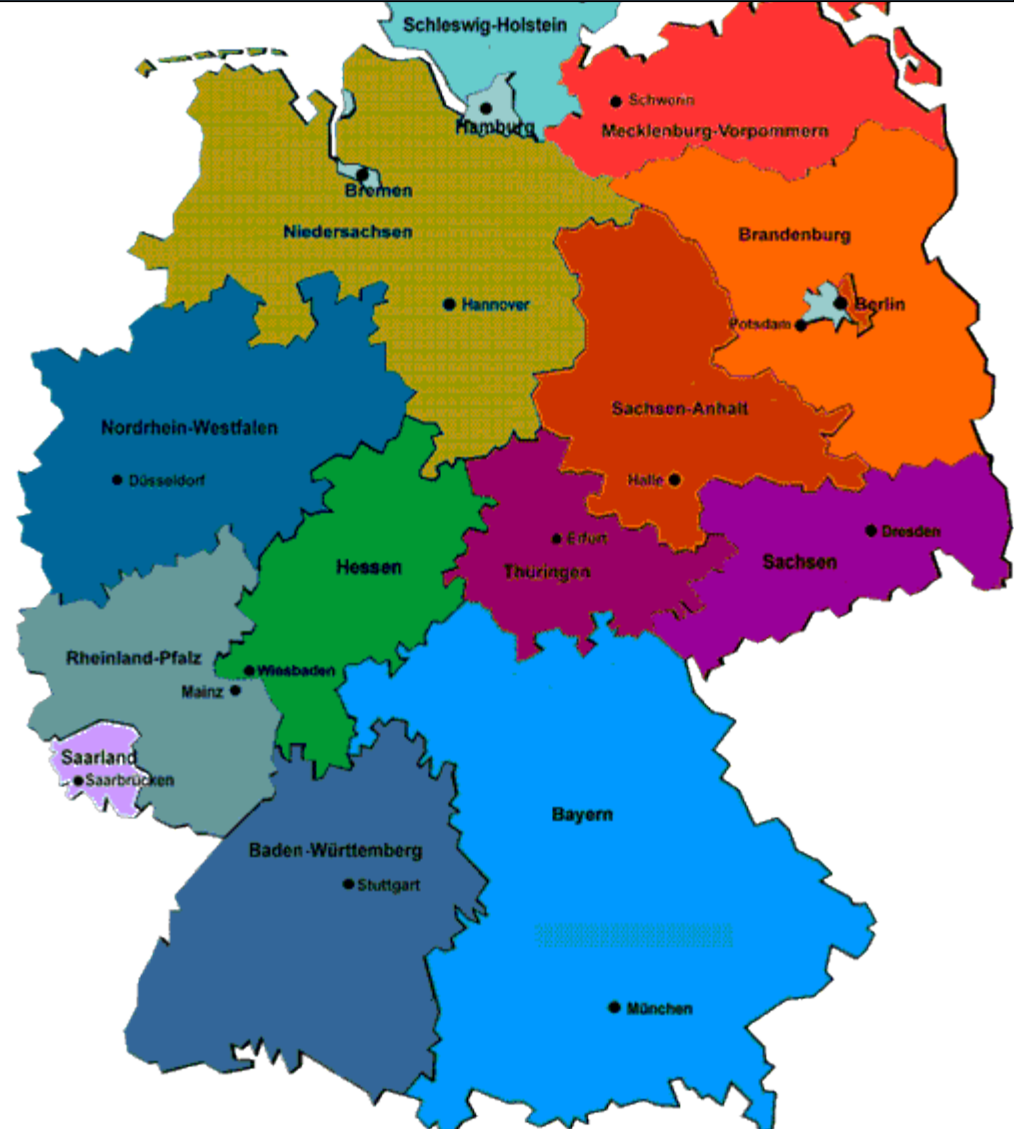 Schleswig-Holstein
Schwerin
Hamburg
Mecklenburg-Vorpommern
Bremen
Niedersachsen
Brandenburg
Hannover
Berlin
Potsdam
Sachsen-Anhalt
Nordrhein-Westfalen
Halle
Düsseldorf
Dresden
Erfurt
Sachsen
Hessen
Thüringen
Rheinland-Pfalz
Wiesbaden
Mainz
Saarland
Saarbrücken
Bayern
Baden-Württemberg
Stuttgart
München